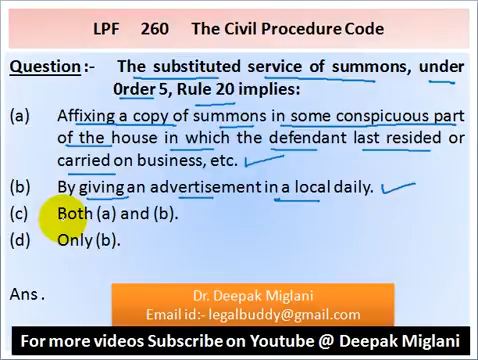 LPF 260 The Civil Procedure Code
Question :- The substituted service of summons, under
0rder 5, Rule 20 implies:
(a) Affixing a copy of summons in some conspicuous part
of the house in which the defendant last resided or
carried on business, etc.
(b) By giving an advertisement in a local daily.
(c) Both (a) and (b).
(d) Only (b).
Ans .
Dr. Deepak Miglani
Email id:- legalbuddy@gmail.com
For more videos Subscribe on Youtube @ Deepak Miglani